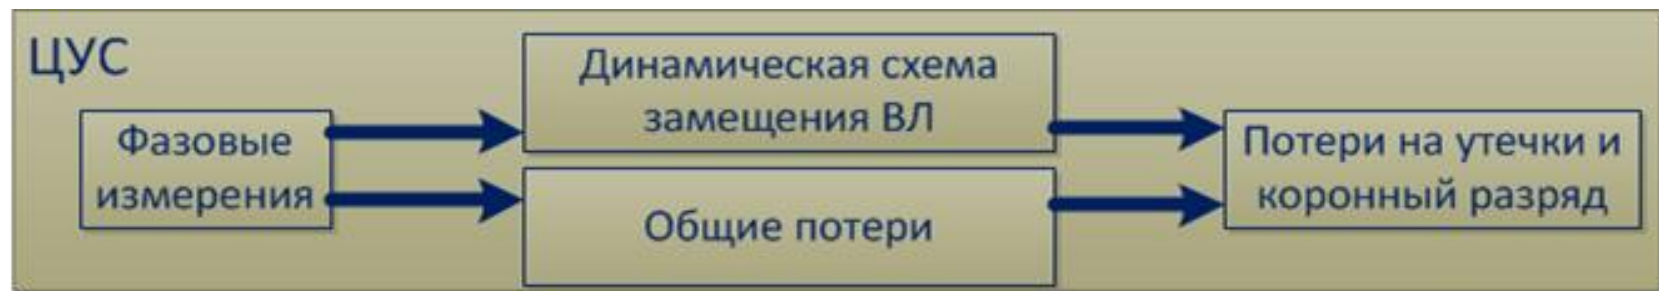 ЦУС
Фазовые
измерения
Динамическая схема
замещения ВЛ
Общие потери
Потери на утечки и
коронный разряд